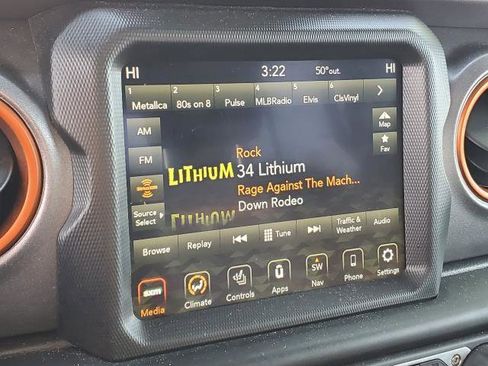 HI 3:22 50°out. HI
1 2 3 4 5 6
Metallica 80s on 8 Pulse MLBRadio Elvis ClsVinyl
AM
Map
FM
Fav
Rock
LITHIUM 34 Lithium
Rage Against The Mach...
Down Rodeo
Source
Select
Browse Replay Tune Traffic & Weather Audio
Media Climate Controls Apps SW Nav Phone Settings